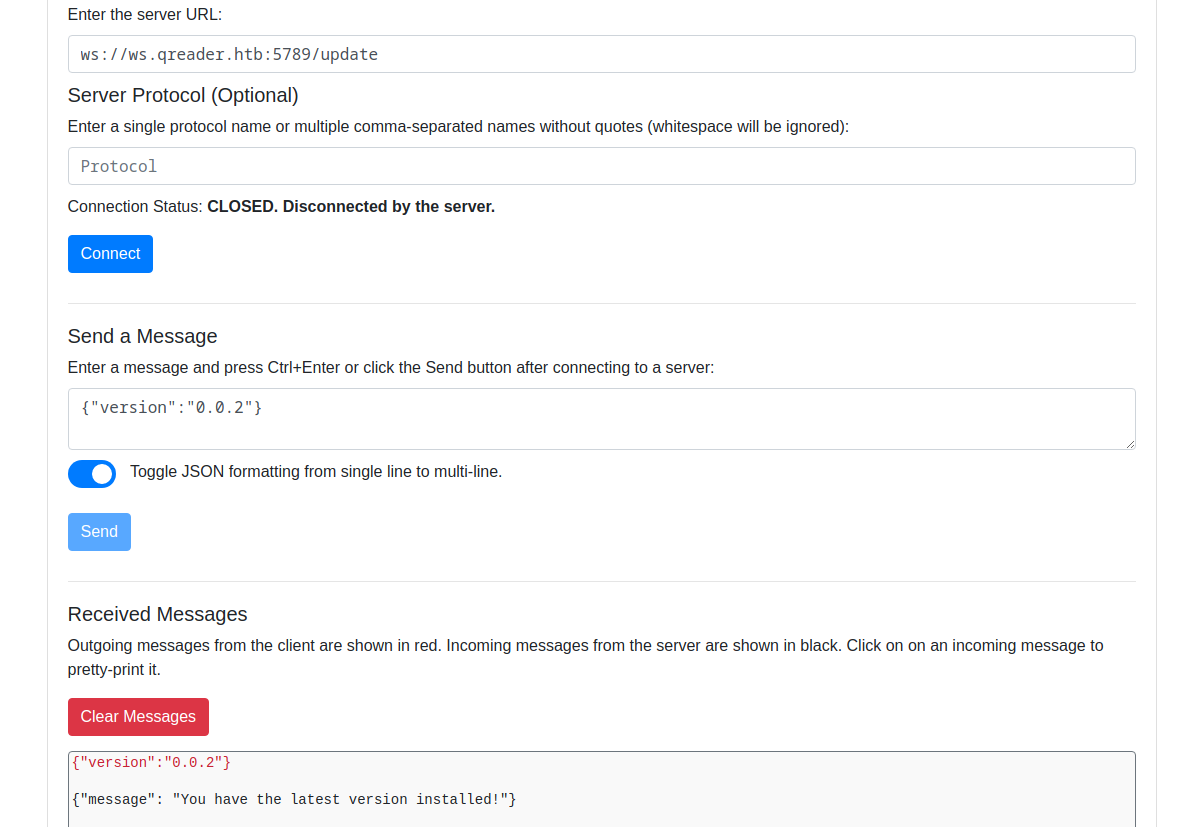 Enter the server URL:
ws://ws.qreader.htb:5789/update
Server Protocol (Optional)
Enter a single protocol name or multiple comma-separated names without quotes (whitespace will be ignored):
Protocol
Connection Status: CLOSED. Disconnected by the server.
Connect
Send a Message
Enter a message and press Ctrl+Enter or click the Send button after connecting to a server:
{"version":"0.0.2"}
Toggle JSON formatting from single line to multi-line.
Send
Received Messages
Outgoing messages from the client are shown in red. Incoming messages from the server are shown in black. Click on on an incoming message to
pretty-print it.
Clear Messages
{"version":"0.0.2"}
{"message": "You have the latest version installed!"}